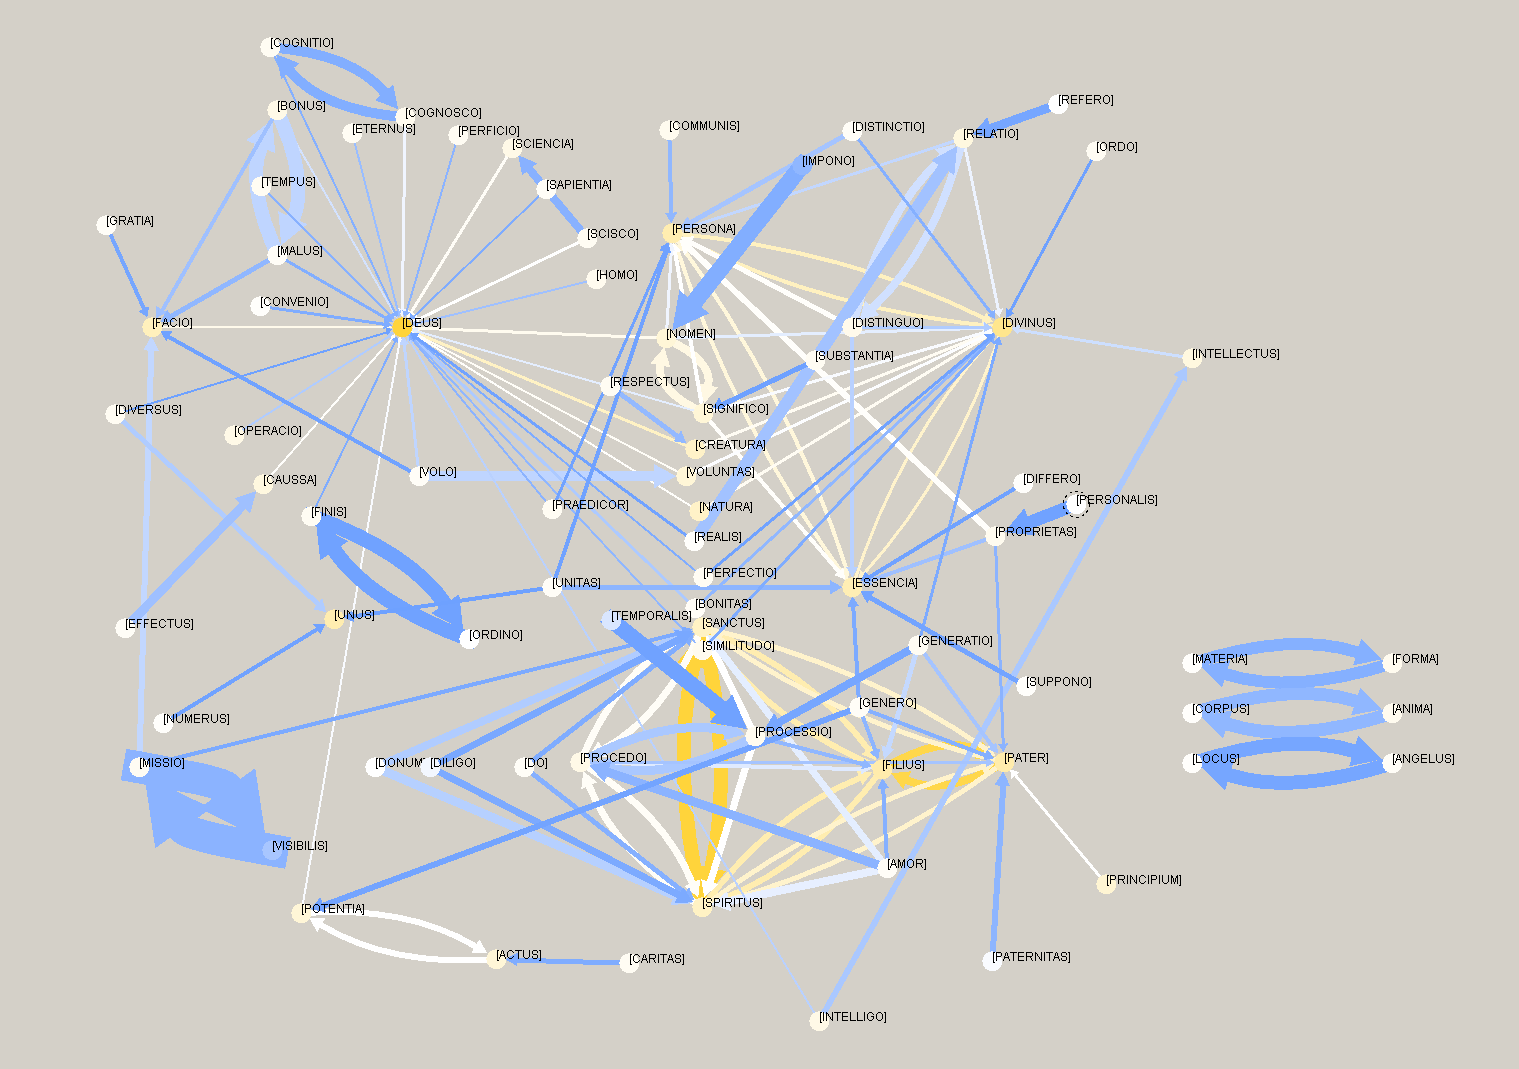 [COGNITIO]
[BONUS]
[COGNOSCO]
[REFERO]
[ETERNUS]
[PERFICIO]
[COMMUNIS]
[DISTINCTIO]
[RELATIO]
[SCIENCIA]
[ORDO]
[IMPONO]
[TEMPUS]
[SAPIENTIA]
[GRATIA]
[PERSONA]
[SCISCO]
[MALUS]
[HOMO]
[CONVENIO]
[FACIO]
[DEUS]
[DISTINGUO]
[DIVINUS]
[NOMEN]
[SUBSTANTIA]
[INTELLECTUS]
[RESPECTUS]
[DIVERSUS]
[SIGNIFICO]
[OPERACIO]
[CREATURA]
[VOLO]
[VOLUNTAS]
[CAUSSA]
[DIFFERO]
[PERSONALIS]
[FINIS]
[PRAEDICOR]
[NATURA]
[REALIS]
[PROPRIETAS]
[PERFECTIO]
[UNITAS]
[ESSENCIA]
[BONITAS]
[UNUS]
[TEMPORALIS]
[SANCTUS]
[EFFECTUS]
[ORDINO]
[SIMILITUDO]
[GENERATIO]
[MATERIA]
[FORMA]
[SUPPONO]
[GENERO]
[CORPUS]
[ANIMA]
[NUMERUS]
[PROCESSIO]
[MISSIO]
[DONUM
[DILIGO]
[DO]
[PROCEDO]
[FILIUS]
[PATER]
[LOCUS]
[ANGELUS]
[VISIBILIS]
[AMOR]
[PRINCIPIUM]
[POTENTIA]
[SPIRITUS]
[ACTUS]
[CARITAS]
[PATERNITAS]
[INTELLIGO]